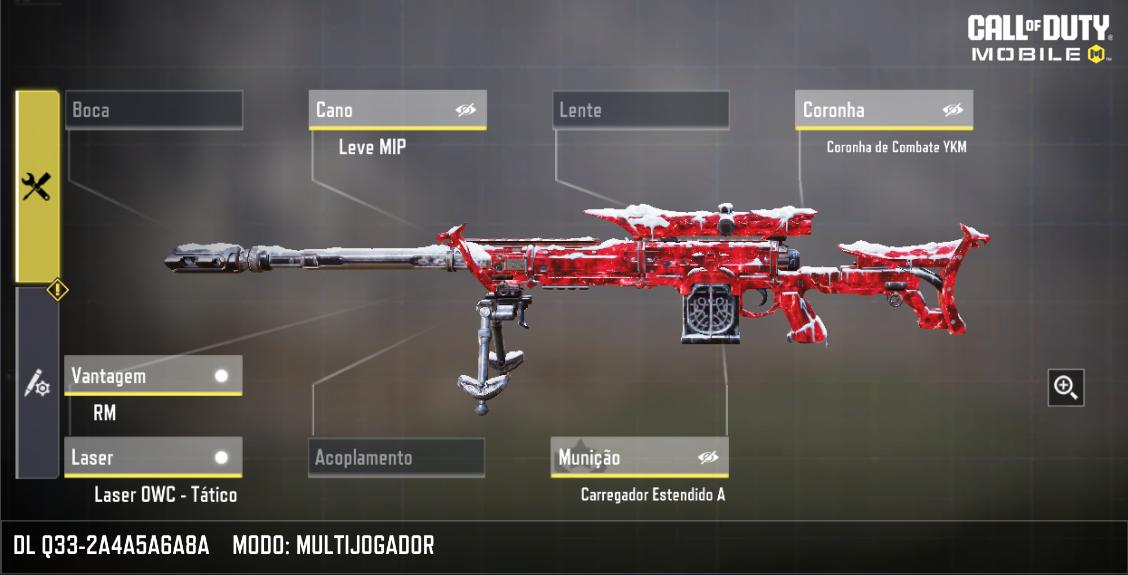 CALL OF DUTY
MOBILE
Boca
Cano
Lente
Coronha
Leve MIP
Coronha de Combate YKM
Vantagem
RM
Laser
Acoplamento
Munição
Laser OWC - Tático
Carregador Estendido A
DL Q33-2A4A5A6A8A MODO: MULTIJOGADOR